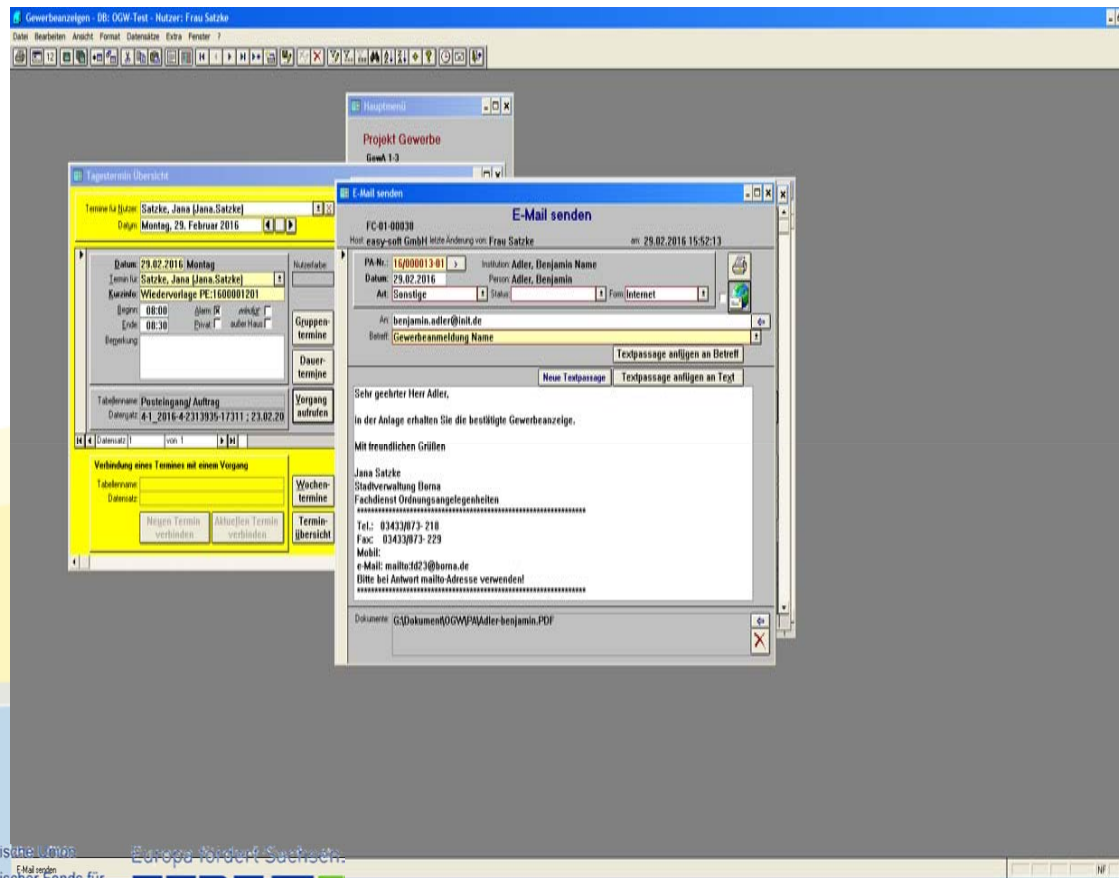 Gewerbeanzeigen - DB: OGW-Test - Nutzer: Frau Satzke
Datei Bearbeiten Ansicht Format Datensätze Extra Fenster ?
Hauptmenü
Projekt Gewerbe
GewA 1-3
Tagestermin Übersicht
Termine für Nutzer: Satzke, Jana [Jana.Satzke]
Datum: Montag, 29. Februar 2016
Datum: 29.02.2016 Montag
Nutzerfarbe:
Termin für: Satzke, Jana [Jana.Satzke]
Kurzinfo: Wiedervorlage PE:1600001201
Beginn: 08:00 Alarm: erledigt:
Ende: 08:30 Privat: außer Haus:
Bemerkung:
Gruppen-
termine
Dauer-
termine
Tabellenname: Posteingang/ Auftrag
Datensatz: 4-1_2016-4-2313935-17311 ; 23.02.20
Vorgang
aufrufen
Datensatz: 1 von 1
Verbindung eines Termines mit einem Vorgang
Tabellenname:
Datensatz:
Neuen Termin
verbinden
Aktuellen Termin
verbinden
Wochen-
termine
Termin-
übersicht
E-Mail senden
E-Mail senden
FC-01-00038
Host: easy-soft GmbH letzte Änderung von: Frau Satzke am: 29.02.2016 15:52:13
PA-Nr.: 16/000013-01 Institution: Adler, Benjamin Name
Datum: 29.02.2016 Person: Adler, Benjamin
Art: Sonstige Status: Form: Internet
An: benjamin.adler@init.de
Betreff: Gewerbeanmeldung Name
Textpassage anfügen an Betreff
Neue Textpassage Textpassage anfügen an Text
Sehr geehrter Herr Adler,
in der Anlage erhalten Sie die bestätigte Gewerbeanzeige.
Mit freundlichen Grüßen
Jana Satzke
Stadtverwaltung Borna
Fachdienst Ordnungsangelegenheiten
****************************************************************
Tel.: 03433/873- 218
Fax: 03433/873- 229
Mobil:
e-Mail: mailto:fd23@borna.de
Bitte bei Antwort mailto-Adresse verwenden!
****************************************************************
Dokumente: G:\Dokument\OGW\PA\Adler-benjamin.PDF
Europa fördert Sachsen.
E-Mail senden
NF